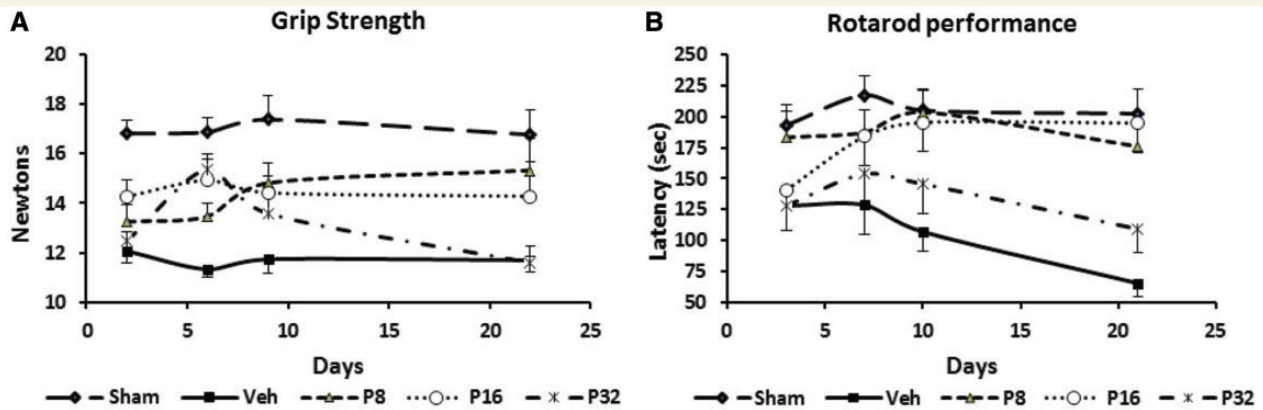 A
Grip Strength
Newtons
20
18
16
14
12
10
0 5 10 15 20 25
Days
Sham Veh P8 P16 P32
B
Rotarod performance
Latency (sec)
250
225
200
175
150
125
100
75
50
0 5 10 15 20 25
Days
Sham Veh P8 P16 P32